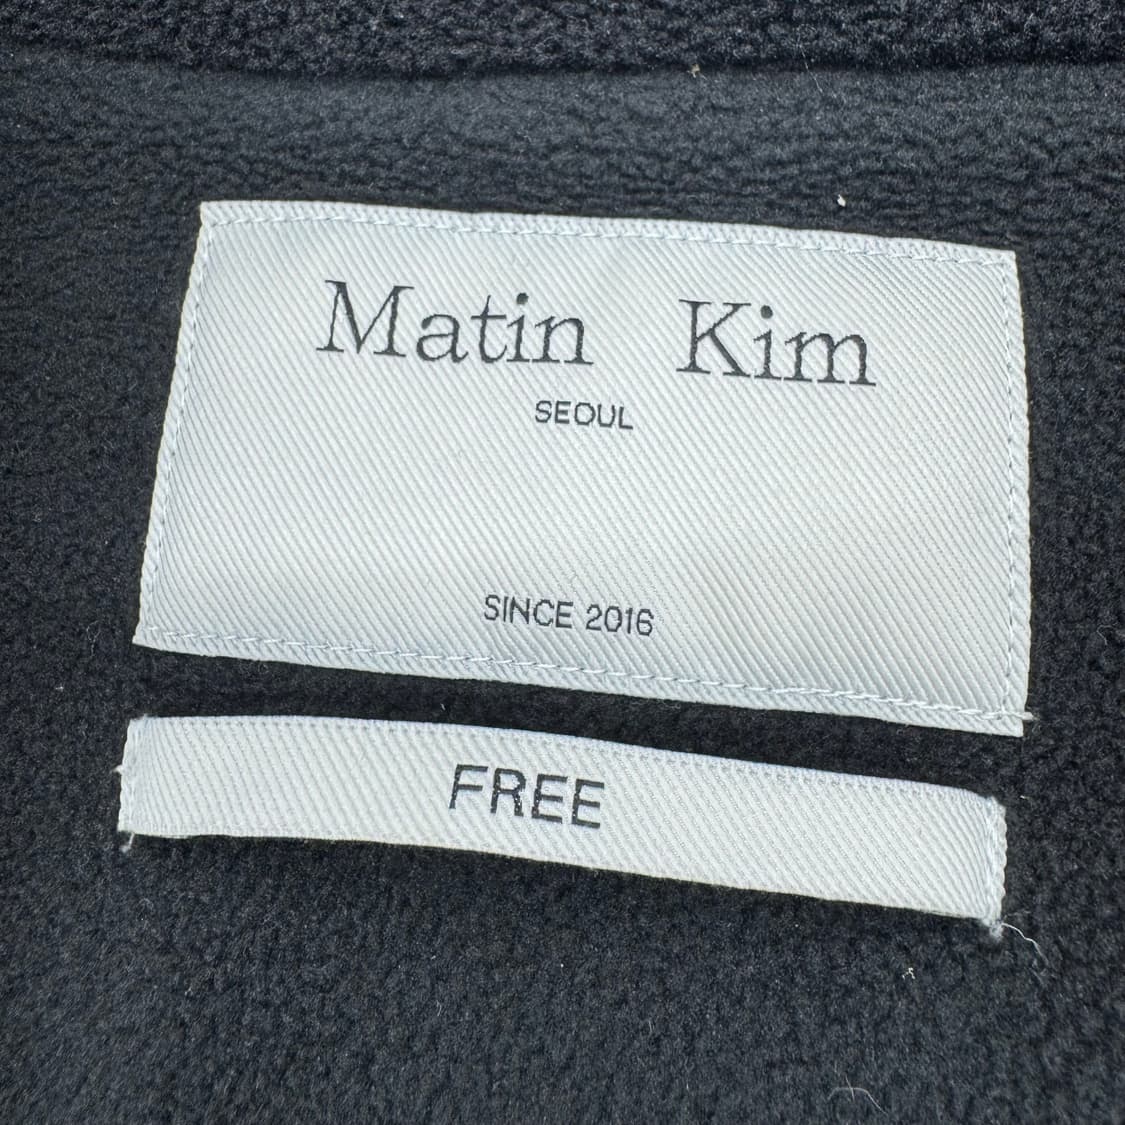 Matin Kim
SEOUL
SINCE 2016
FREE